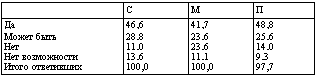 С М П
Да 46,6 41,7 48,8
Может быть 28.8 23.6 25.6
Нет 11.0 23.6 14.0
Нет возможности 13.6 11.1 9.3
Итого ответивших 100,0 100,0 97,7